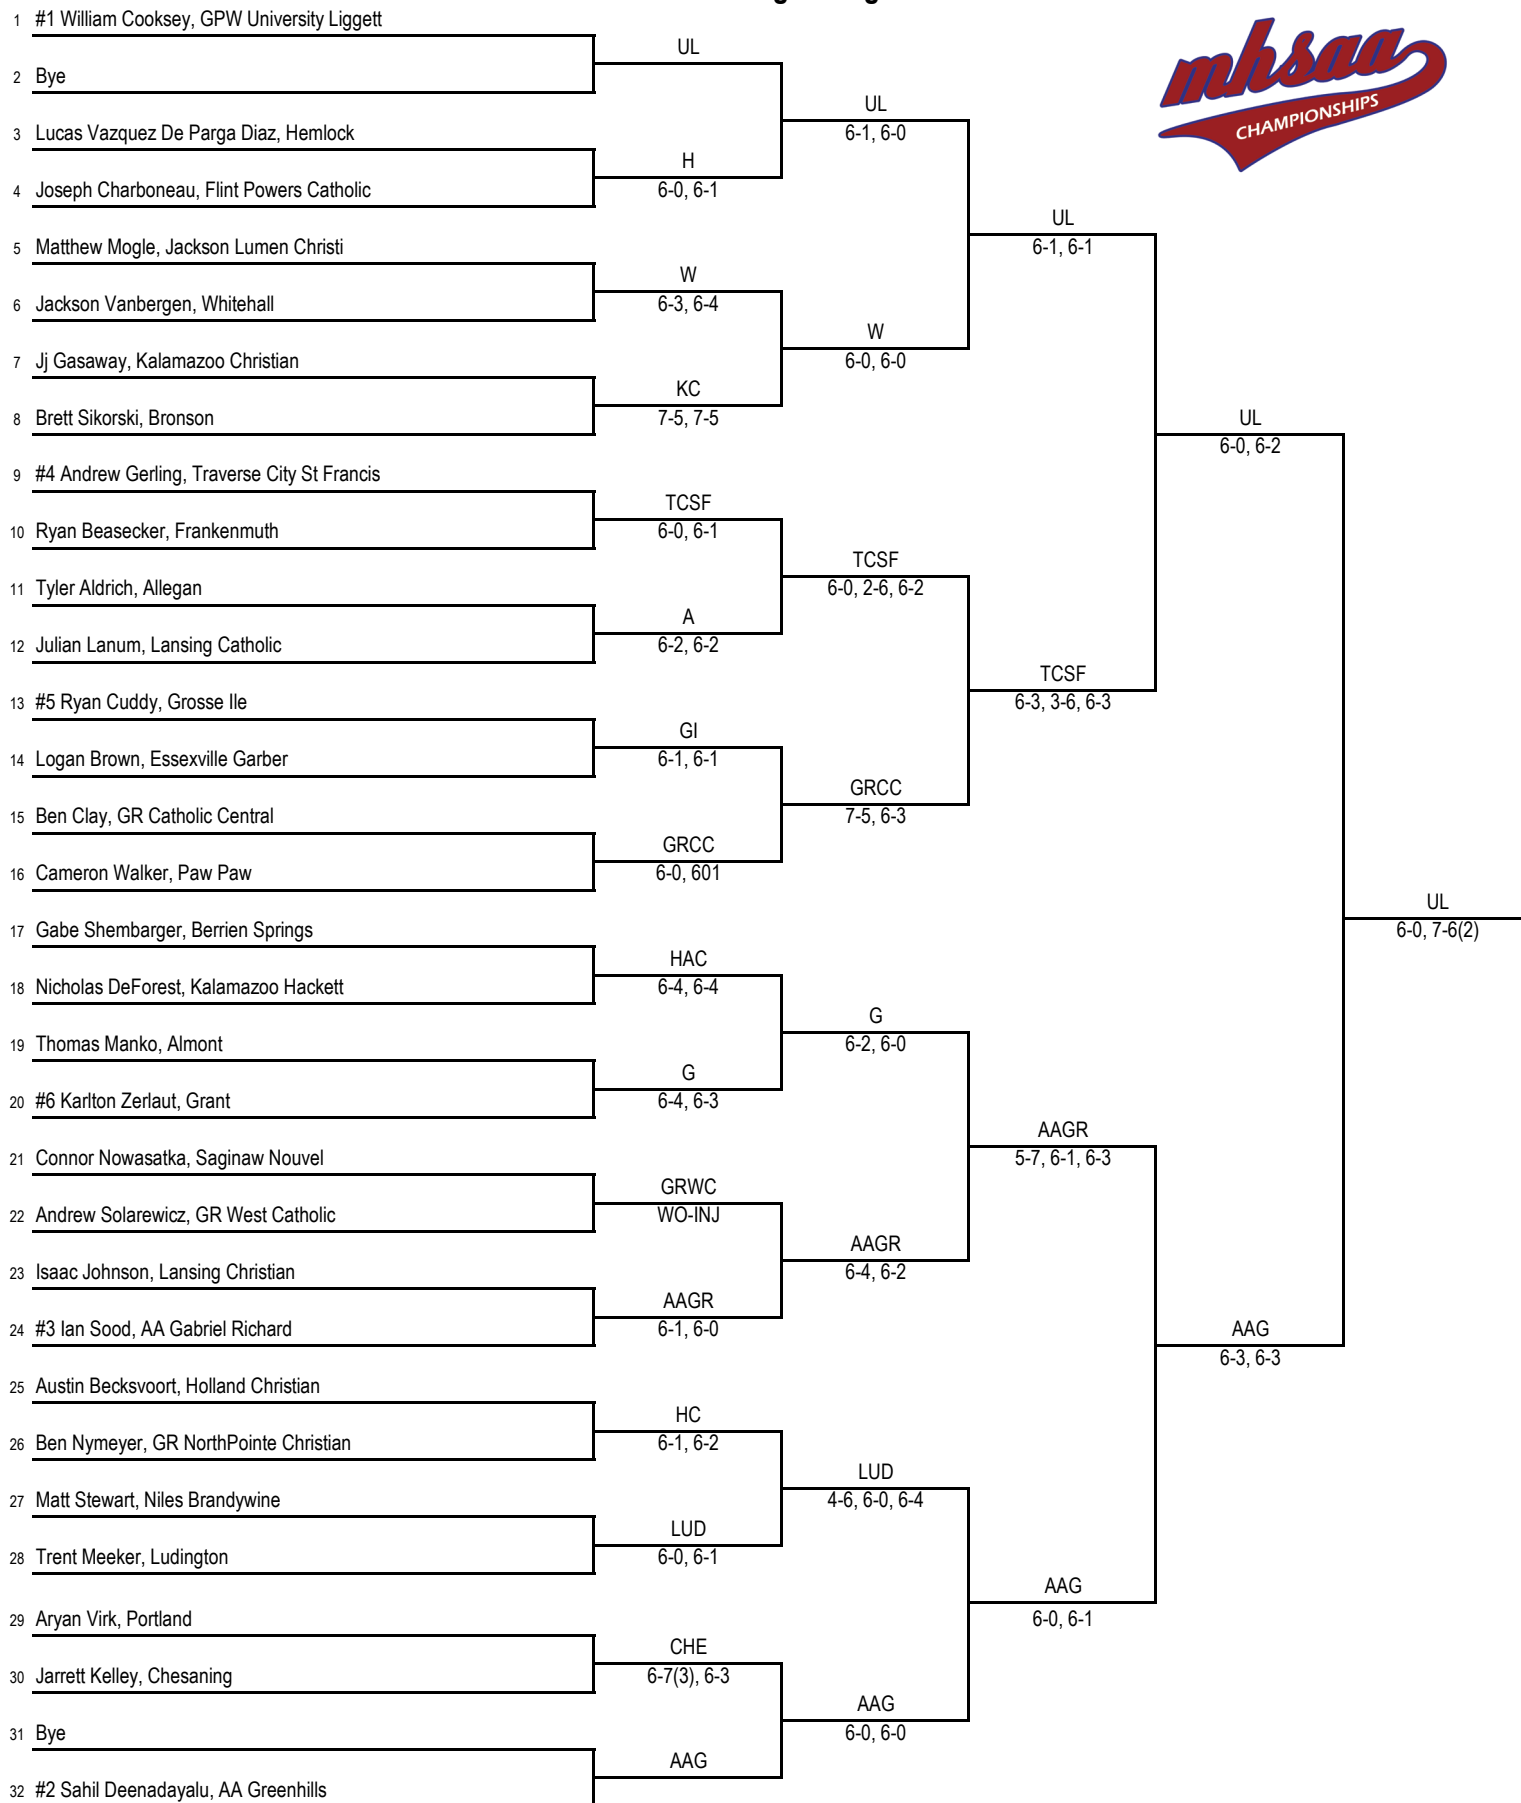 1 #1 William Cooksey, GPW University Liggett
UL
2 Bye
UL
6-1, 6-0
3 Lucas Vazquez De Parga Diaz, Hemlock
H
6-0, 6-1
4 Joseph Charboneau, Flint Powers Catholic
UL
6-1, 6-1
5 Matthew Mogle, Jackson Lumen Christi
W
6-3, 6-4
6 Jackson Vanbergen, Whitehall
W
6-0, 6-0
7 Jj Gasaway, Kalamazoo Christian
KC
7-5, 7-5
8 Brett Sikorski, Bronson
UL
6-0, 6-2
9 #4 Andrew Gerling, Traverse City St Francis
TCSF
6-0, 6-1
10 Ryan Beasecker, Frankenmuth
TCSF
6-0, 2-6, 6-2
11 Tyler Aldrich, Allegan
A
6-2, 6-2
12 Julian Lanum, Lansing Catholic
TCSF
6-3, 3-6, 6-3
13 #5 Ryan Cuddy, Grosse Ile
GI
6-1, 6-1
14 Logan Brown, Essexville Garber
GRCC
7-5, 6-3
15 Ben Clay, GR Catholic Central
GRCC
6-0, 601
16 Cameron Walker, Paw Paw
UL
6-0, 7-6(2)
17 Gabe Shembarger, Berrien Springs
HAC
6-4, 6-4
18 Nicholas DeForest, Kalamazoo Hackett
G
6-2, 6-0
19 Thomas Manko, Almont
G
6-4, 6-3
20 #6 Karlton Zerlaut, Grant
AAGR
5-7, 6-1, 6-3
21 Connor Nowasatka, Saginaw Nouvel
GRWC
WO-INJ
22 Andrew Solarewicz, GR West Catholic
AAGR
6-4, 6-2
23 Isaac Johnson, Lansing Christian
AAGR
6-1, 6-0
24 #3 Ian Sood, AA Gabriel Richard
AAG
6-3, 6-3
25 Austin Becksvoort, Holland Christian
HC
6-1, 6-2
26 Ben Nymeyer, GR NorthPointe Christian
LUD
4-6, 6-0, 6-4
27 Matt Stewart, Niles Brandywine
LUD
6-0, 6-1
28 Trent Meeker, Ludington
AAG
6-0, 6-1
29 Aryan Virk, Portland
CHE
6-7(3), 6-3
30 Jarrett Kelley, Chesaning
AAG
6-0, 6-0
31 Bye
AAG
32 #2 Sahil Deenadayalu, AA Greenhills
mhsaa
CHAMPIONSHIPS